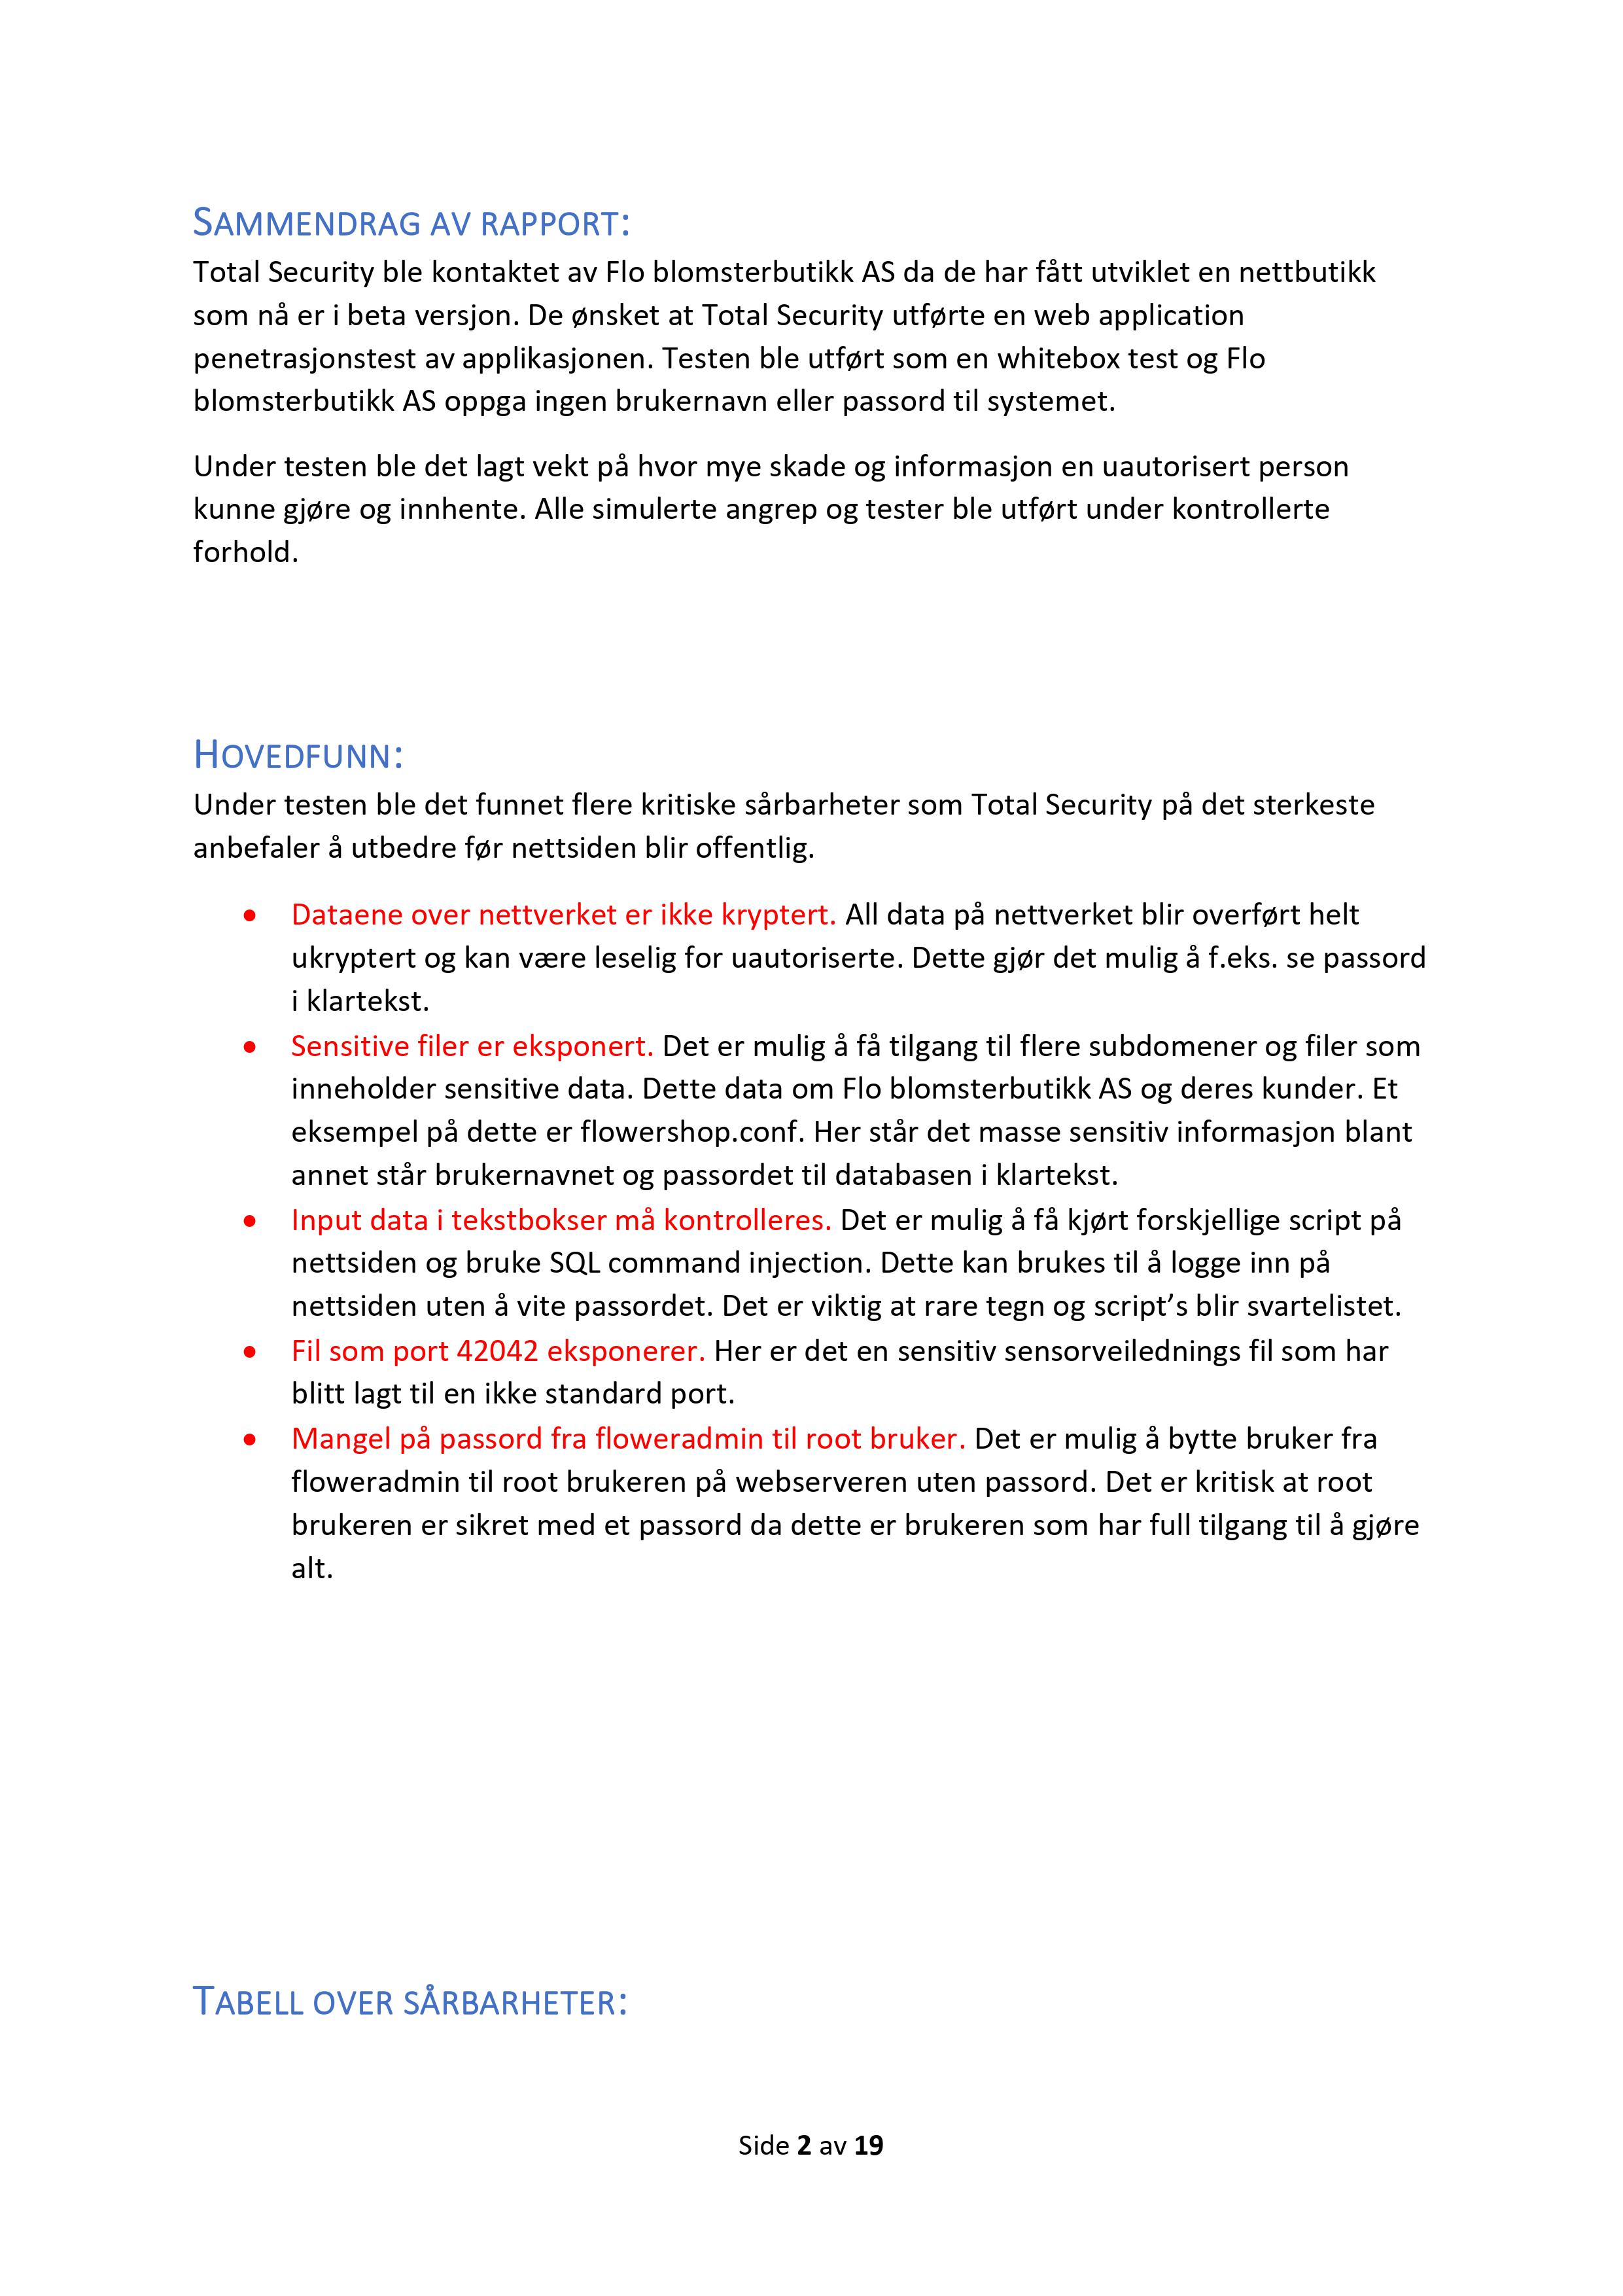 SAMMENDRAG AV RAPPORT:
Total Security ble kontaktet av Flo blomsterbutikk AS da de har fått utviklet en nettbutikk
som nå er i beta versjon. De ønsket at Total Security utførte en web application
penetrasjonstest av applikasjonen. Testen ble utført som en whitebox test og Flo
blomsterbutikk AS oppga ingen brukernavn eller passord til systemet.
Under testen ble det lagt vekt på hvor mye skade og informasjon en uautorisert person
kunne gjøre og innhente. Alle simulerte angrep og tester ble utført under kontrollerte
forhold.
HOVEDFUNN:
Under testen ble det funnet flere kritiske sårbarheter som Total Security på det sterkeste
anbefaler å utbedre før nettsiden blir offentlig.
• Dataene over nettverket er ikke kryptert. All data på nettverket blir overført helt
ukryptert og kan være leselig for uautoriserte. Dette gjør det mulig å f.eks. se passord
i klartekst.
• Sensitive filer er eksponert. Det er mulig å få tilgang til flere subdomener og filer som
inneholder sensitive data. Dette data om Flo blomsterbutikk AS og deres kunder. Et
eksempel på dette er flowershop.conf. Her står det masse sensitiv informasjon blant
annet står brukernavnet og passordet til databasen i klartekst.
• Input data i tekstbokser må kontrolleres. Det er mulig å få kjørt forskjellige script på
nettsiden og bruke SQL command injection. Dette kan brukes til å logge inn på
nettsiden uten å vite passordet. Det er viktig at rare tegn og script’s blir svartelistet.
• Fil som port 42042 eksponerer. Her er det en sensitiv sensorveilednings fil som har
blitt lagt til en ikke standard port.
• Mangel på passord fra floweradmin til root bruker. Det er mulig å bytte bruker fra
floweradmin til root brukeren på webserveren uten passord. Det er kritisk at root
brukeren er sikret med et passord da dette er brukeren som har full tilgang til å gjøre
alt.
TABELL OVER SÅRBARHETER:
Side 2 av 19